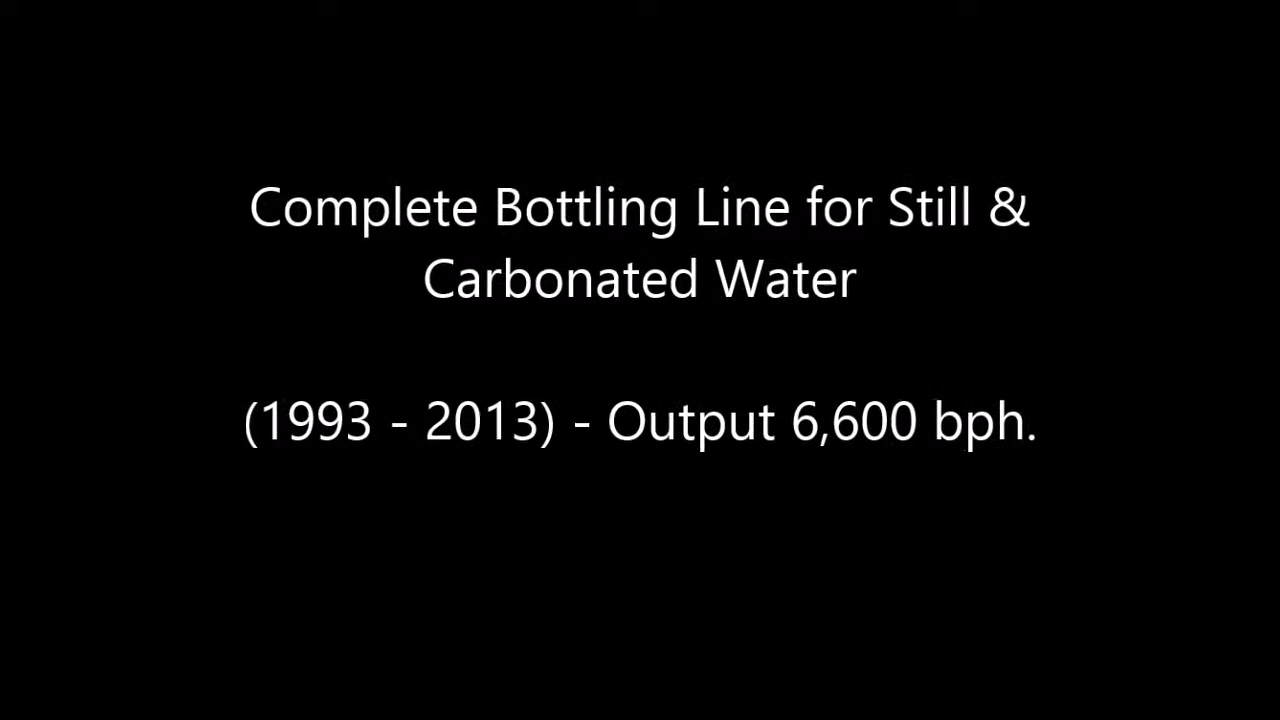 Complete Bottling Line for Still &
Carbonated Water
(1993 - 2013) - Output 6,600 bph.